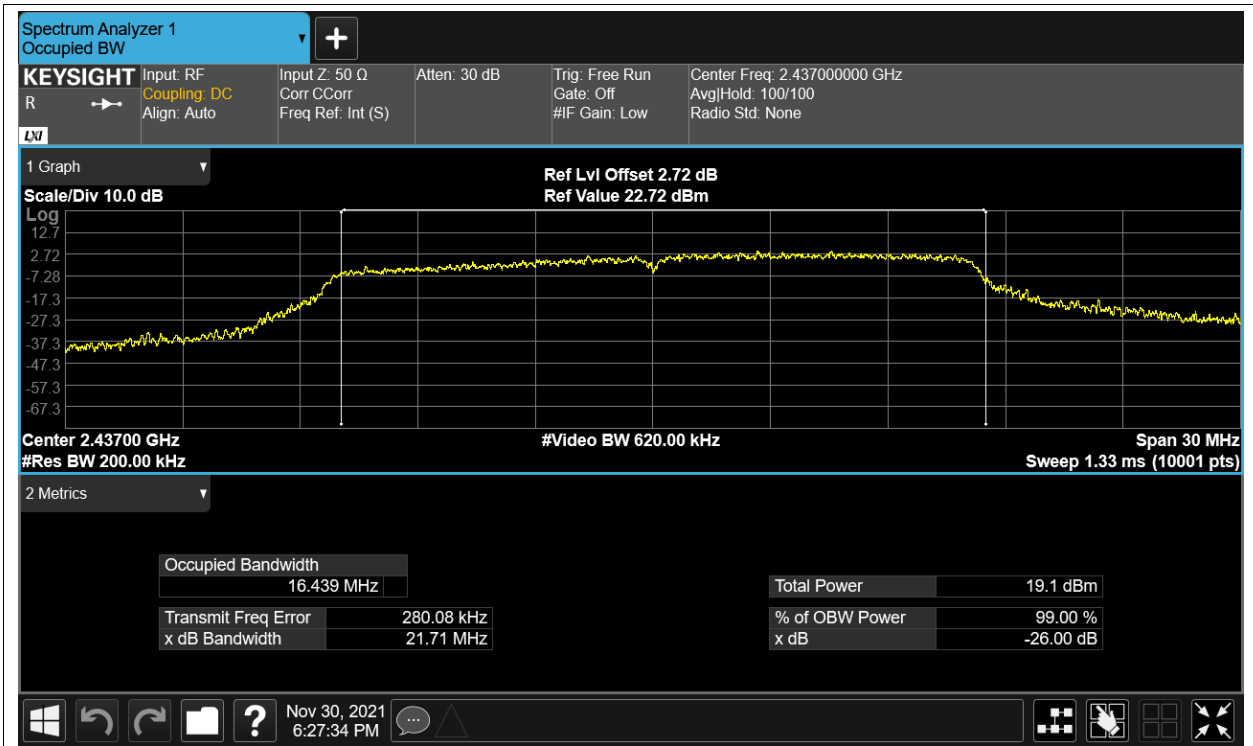 Spectrum Analyzer 1
Occupied BW
KEYSIGHT
R
LXI
Input: RF
Coupling: DC
Align: Auto
Input Z: 50 Ω
Corr CCorr
Freq Ref: Int (S)
Atten: 30 dB
Trig: Free Run
Gate: Off
#IF Gain: Low
Center Freq: 2.437000000 GHz
Avg|Hold: 100/100
Radio Std: None
1 Graph
Scale/Div 10.0 dB
Ref Lvl Offset 2.72 dB
Ref Value 22.72 dBm
Log
12.7
2.72
-7.28
-17.3
-27.3
-37.3
-47.3
-57.3
-67.3
Center 2.43700 GHz
#Video BW 620.00 kHz
Span 30 MHz
#Res BW 200.00 kHz
Sweep 1.33 ms (10001 pts)
2 Metrics
Occupied Bandwidth
16.439 MHz
Total Power 19.1 dBm
Transmit Freq Error 280.08 kHz
% of OBW Power 99.00 %
x dB Bandwidth 21.71 MHz
x dB -26.00 dB
?
Nov 30, 2021
6:27:34 PM